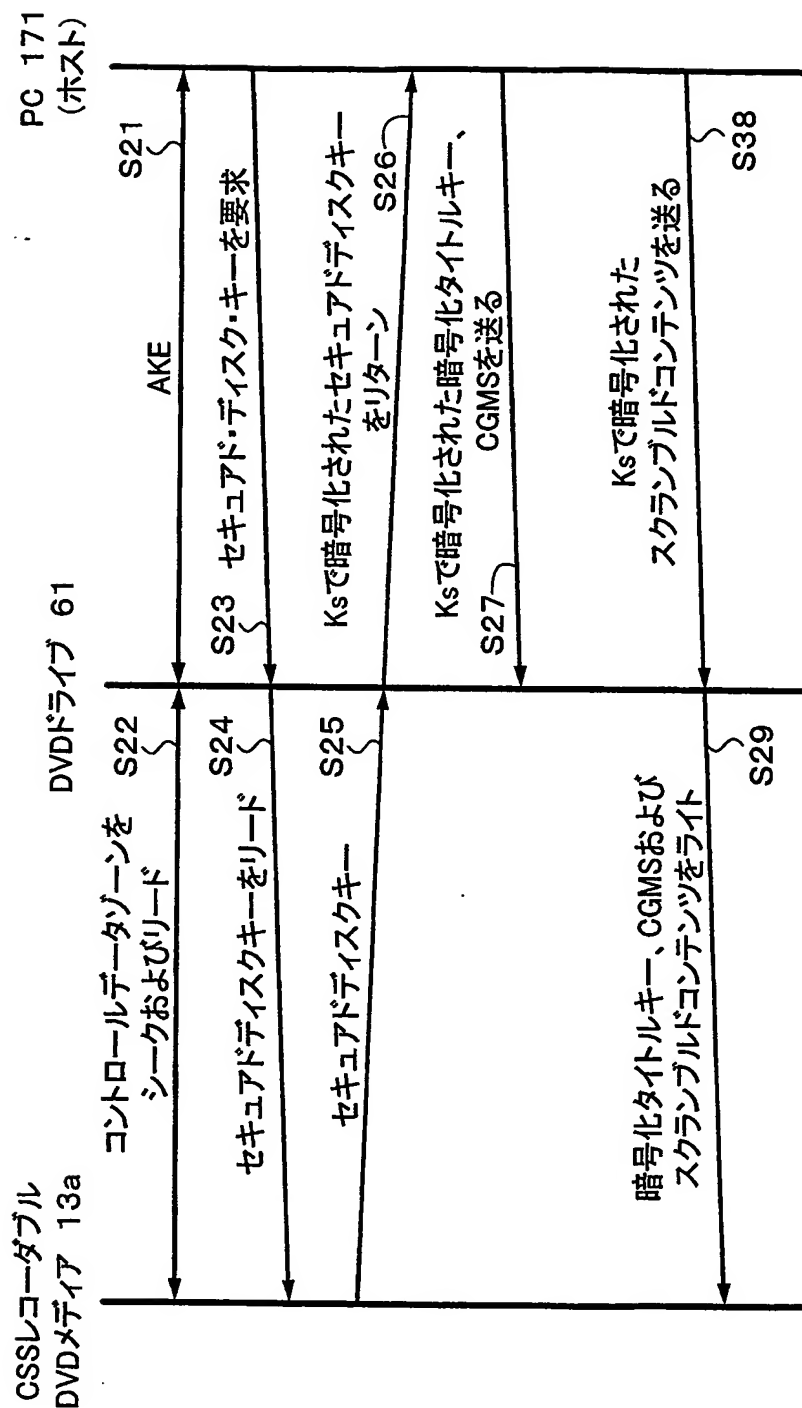 CSSレコーダブル
DVDメディア 13a
DVDドライブ 61
PC 171
(ホスト)
コントロールデータゾーンを
シークおよびリード
S22
AKE
S21
セキュアドディスクキーをリード
S24
S23
セキュアド・ディスク・キーを要求
セキュアドディスクキー
S25
Ksで暗号化されたセキュアドディスクキー
をリターン
S26
S27
Ksで暗号化された暗号化タイトルキー、
CGMSを送る
暗号化タイトルキー、CGMSおよび
スクランブルドコンテンツをライト
S29
Ksで暗号化された
スクランブルドコンテンツを送る
S38